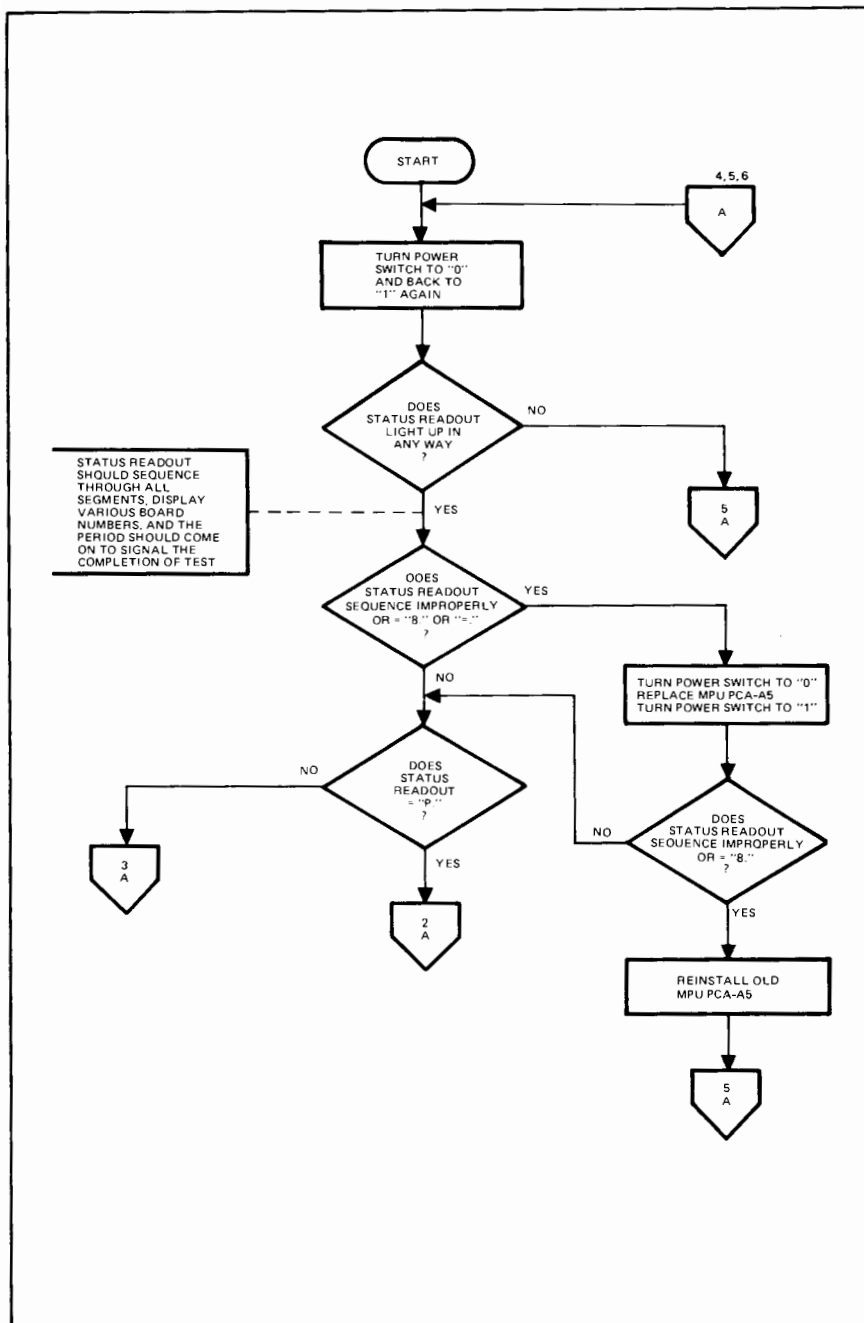 START
4, 5, 6
A
TURN POWER
SWITCH TO "0"
AND BACK TO
"1" AGAIN
DOES
STATUS READOUT
LIGHT UP IN
ANY WAY
?
NO
5
A
YES
STATUS READOUT
SHOULD SEQUENCE
THROUGH ALL
SEGMENTS, DISPLAY
VARIOUS BOARD
NUMBERS, AND THE
PERIOD SHOULD COME
ON TO SIGNAL THE
COMPLETION OF TEST
DOES
STATUS READOUT
SEQUENCE IMPROPERLY
OR = "8." OR "=."
?
YES
NO
TURN POWER SWITCH TO "0"
REPLACE MPU PCA-A5
TURN POWER SWITCH TO "1"
DOES
STATUS
READOUT
= "P."
?
NO
3
A
YES
2
A
DOES
STATUS READOUT
SEQUENCE IMPROPERLY
OR = "8."
?
NO
YES
REINSTALL OLD
MPU PCA-A5
5
A